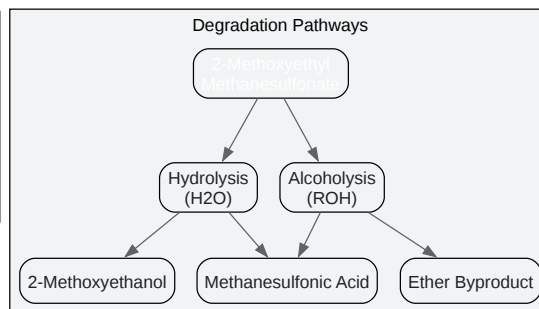 Degradation Pathways
2-Methoxyethyl
Methanesulfonate
Hydrolysis
(H2O)
Alcoholysis
(ROH)
2-Methoxyethanol
Methanesulfonic Acid
Ether Byproduct